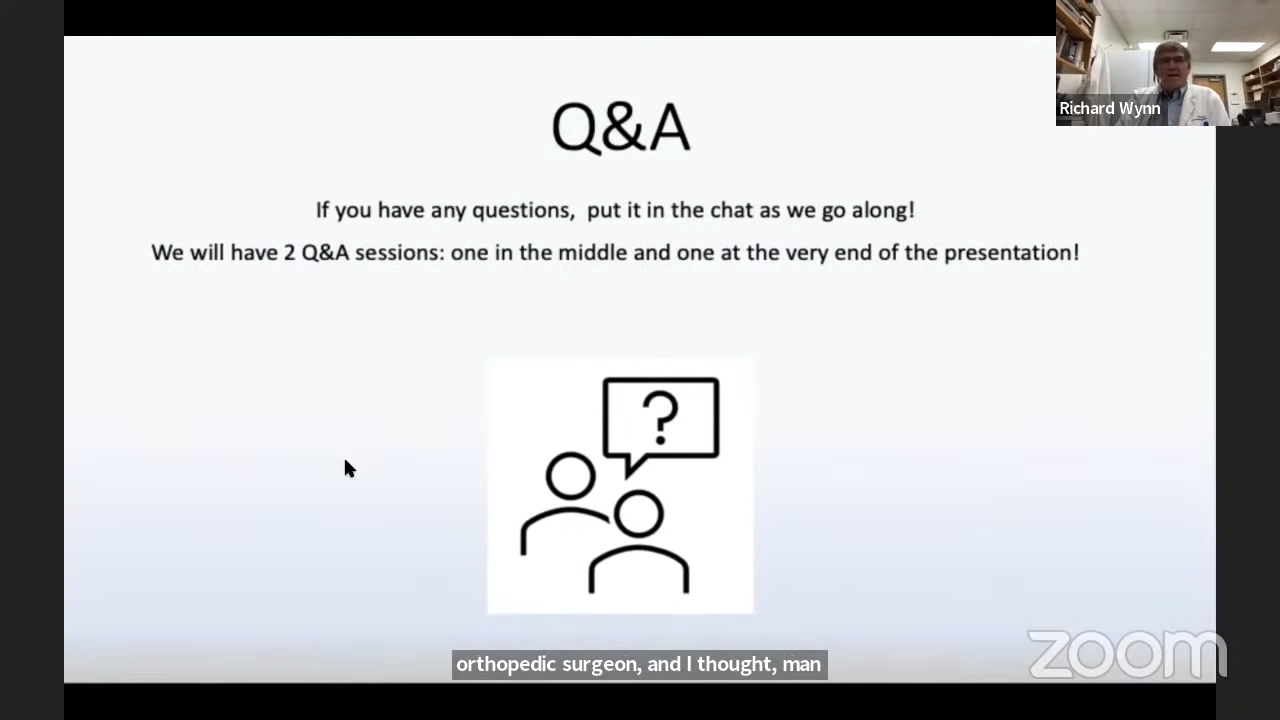 Richard Wynn
Q&A
If you have any questions, put it in the chat as we go along!
We will have 2 Q&A sessions: one in the middle and one at the very end of the presentation!
?
orthopedic surgeon, and I thought, man
zoom